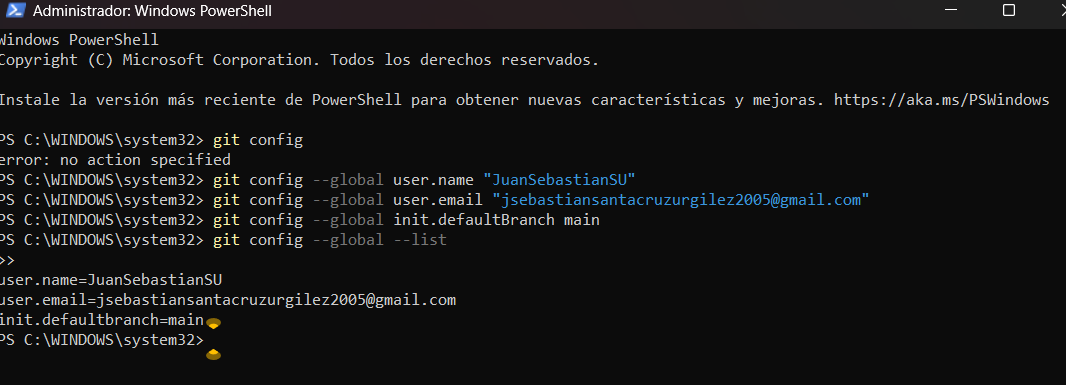 Administrador: Windows PowerShell
Windows PowerShell
Copyright (C) Microsoft Corporation. Todos los derechos reservados.
Instale la versión más reciente de PowerShell para obtener nuevas características y mejoras. https://aka.ms/PSWindows
PS C:\WINDOWS\system32> git config
error: no action specified
PS C:\WINDOWS\system32> git config --global user.name "JuanSebastianSU"
PS C:\WINDOWS\system32> git config --global user.email "jsebastiansantacruzurgilez2005@gmail.com"
PS C:\WINDOWS\system32> git config --global init.defaultBranch main
PS C:\WINDOWS\system32> git config --global --list
>>
user.name=JuanSebastianSU
user.email=jsebastiansantacruzurgilez2005@gmail.com
init.defaultbranch=main
PS C:\WINDOWS\system32>